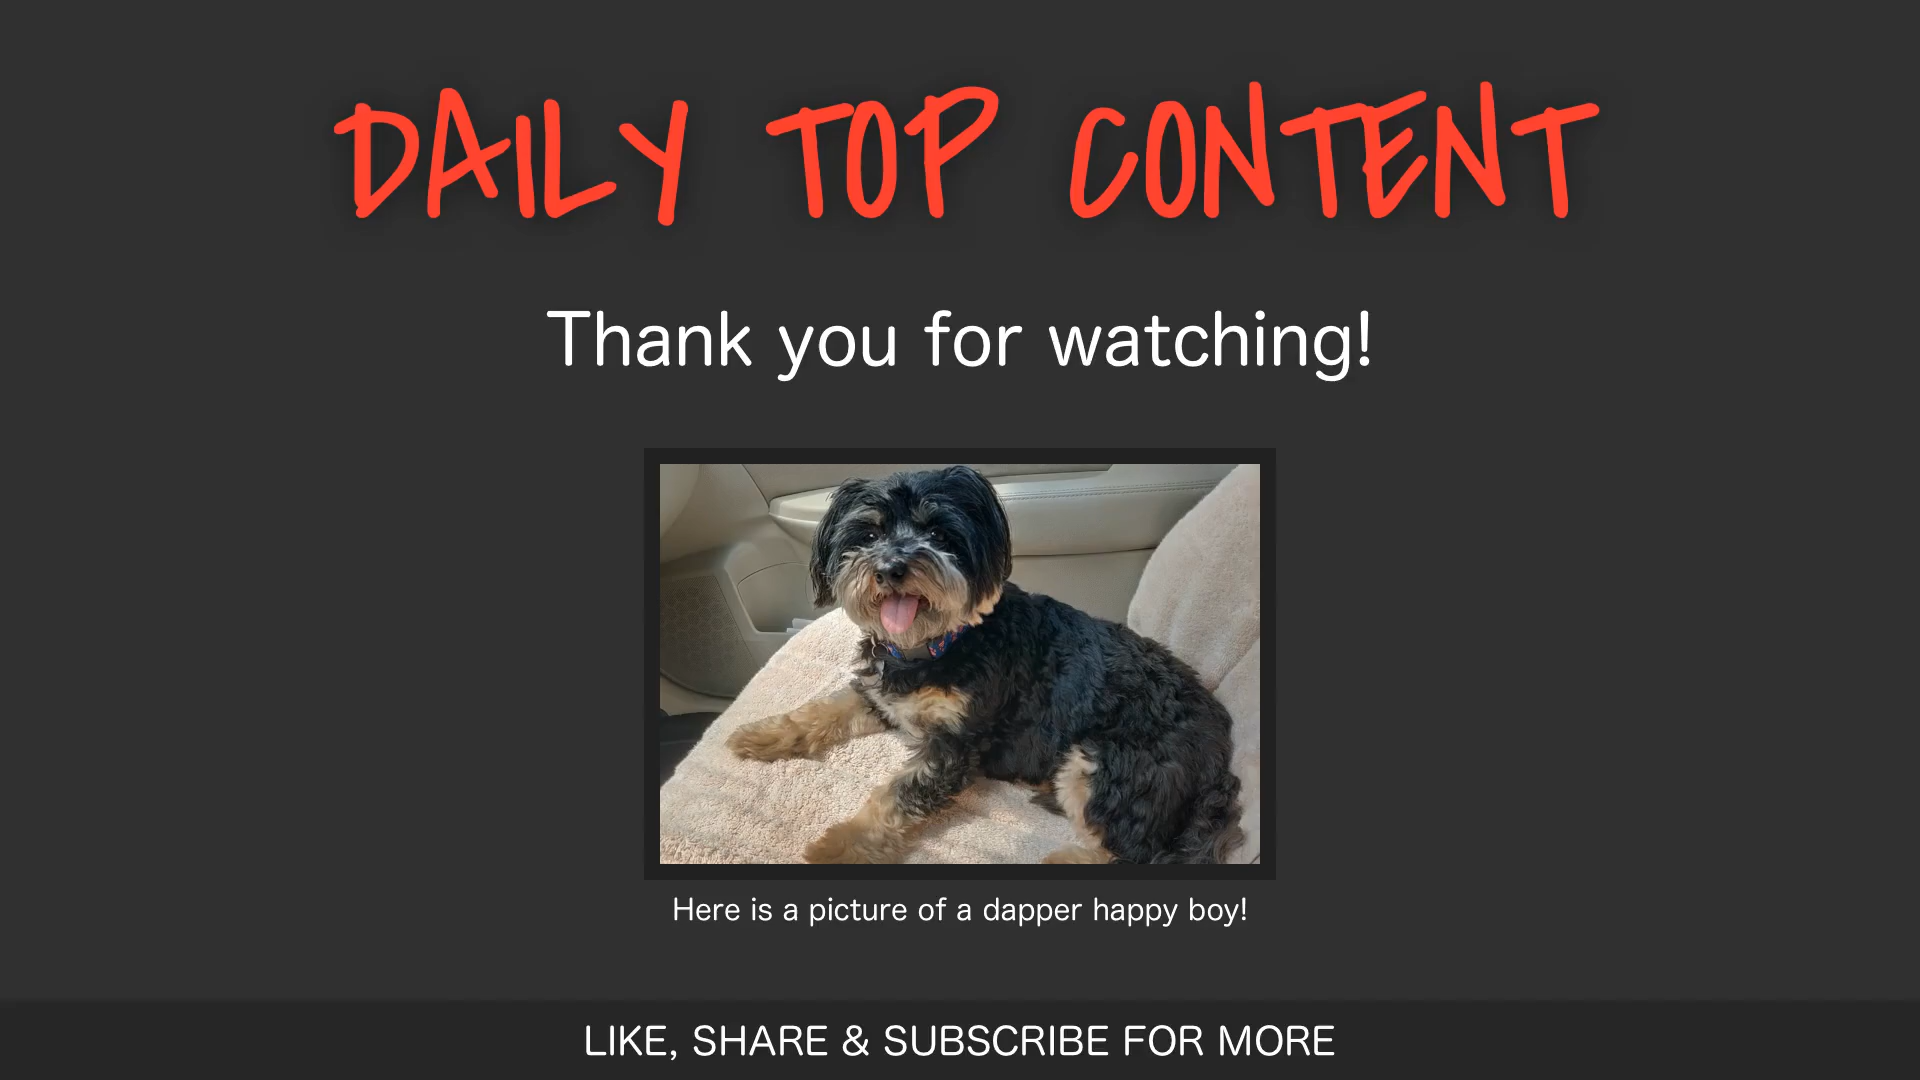 DAILY TOP CONTENT
Thank you for watching!
Here is a picture of a dapper happy boy!
LIKE, SHARE & SUBSCRIBE FOR MORE